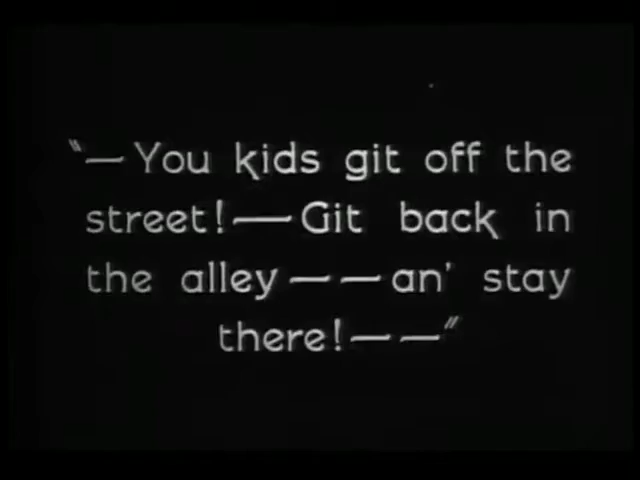 "—You kids git off the
street!—Git back in
the alley——an' stay
there!——"